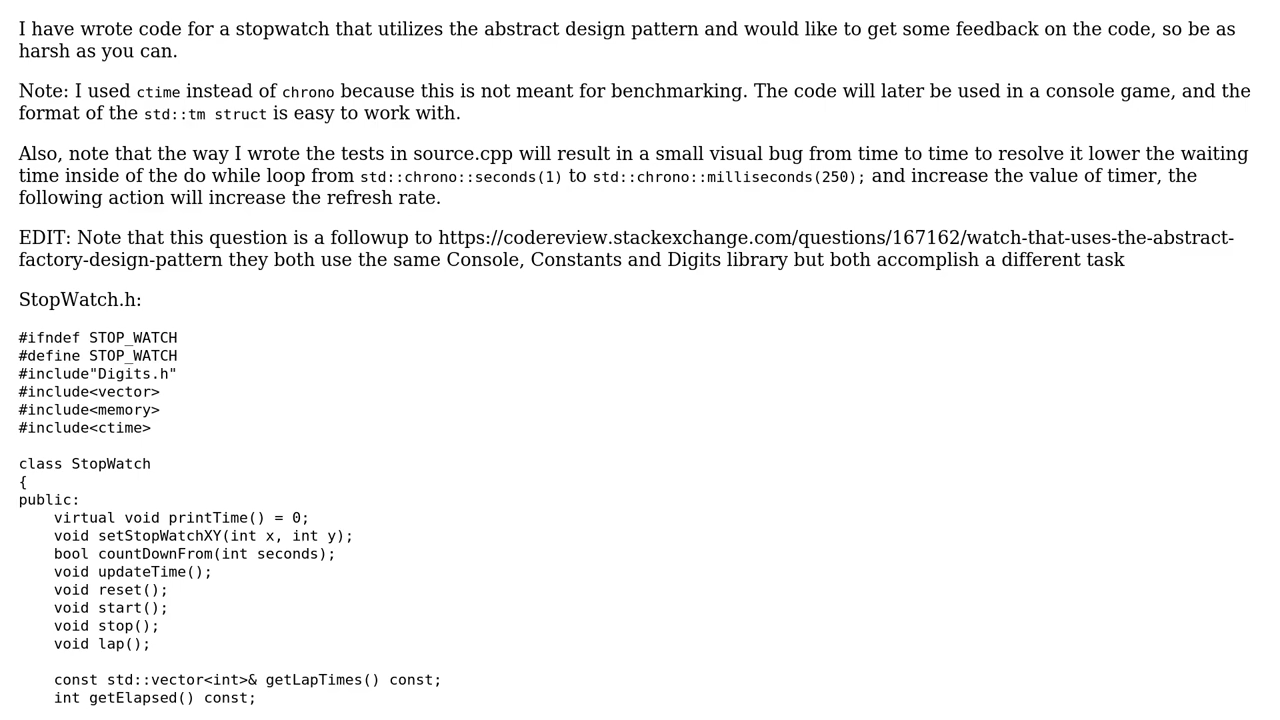 I have wrote code for a stopwatch that utilizes the abstract design pattern and would like to get some feedback on the code, so be as
harsh as you can.
Note: I used ctime instead of chrono because this is not meant for benchmarking. The code will later be used in a console game, and the
format of the std::tm struct is easy to work with.
Also, note that the way I wrote the tests in source.cpp will result in a small visual bug from time to time to resolve it lower the waiting
time inside of the do while loop from std::chrono::seconds(1) to std::chrono::milliseconds(250); and increase the value of timer, the
following action will increase the refresh rate.
EDIT: Note that this question is a followup to https://codereview.stackexchange.com/questions/167162/watch-that-uses-the-abstract-
factory-design-pattern they both use the same Console, Constants and Digits library but both accomplish a different task
StopWatch.h:
#ifndef STOP_WATCH
#define STOP_WATCH
#include"Digits.h"
#include<vector>
#include<memory>
#include<ctime>
class StopWatch
{
public:
    virtual void printTime() = 0;
    void setStopWatchXY(int x, int y);
    bool countDownFrom(int seconds);
    void updateTime();
    void reset();
    void start();
    void stop();
    void lap();
    const std::vector<int>& getLapTimes() const;
    int getElapsed() const;